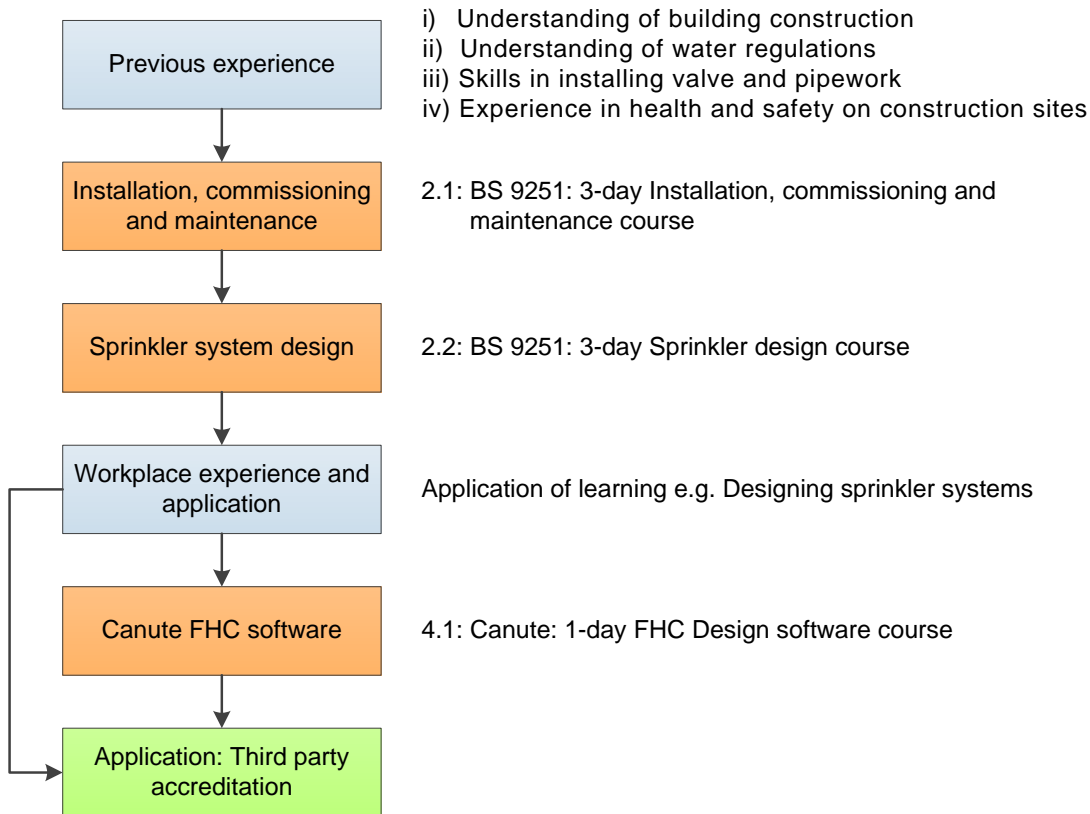 Previous experience
i) Understanding of building construction
ii) Understanding of water regulations
iii) Skills in installing valve and pipework
iv) Experience in health and safety on construction sites
Installation, commissioning
and maintenance
2.1: BS 9251: 3-day Installation, commissioning and
maintenance course
Sprinkler system design
2.2: BS 9251: 3-day Sprinkler design course
Workplace experience and
application
Application of learning e.g. Designing sprinkler systems
Canute FHC software
4.1: Canute: 1-day FHC Design software course
Application: Third party
accreditation